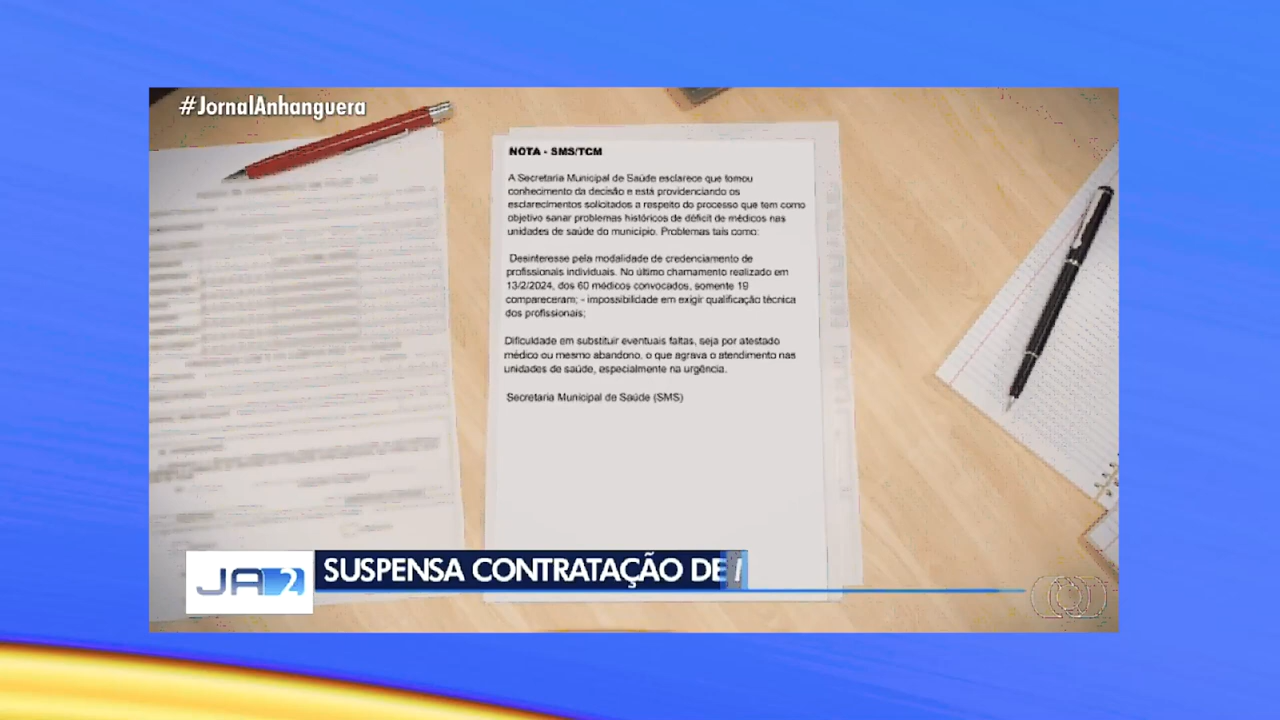 #JornalAnhanguera
NOTA - SMS/TCM
A Secretaria Municipal de Saúde esclarece que tomou
conhecimento da decisão e está providenciando os
esclarecimentos solicitados a respeito do processo que tem como
objetivo sanar problemas históricos de déficit de médicos nas
unidades de saúde do município. Problemas tais como:
Desinteresse pela modalidade de credenciamento de
profissionais individuais. No último chamamento realizado em
13/2/2024, dos 60 médicos convocados, somente 19
compareceram; - impossibilidade em exigir qualificação técnica
dos profissionais;
Dificuldade em substituir eventuais faltas, seja por atestado
médico ou mesmo abandono, o que agrava o atendimento nas
unidades de saúde, especialmente na urgência.
Secretaria Municipal de Saúde (SMS)
JA2
SUSPENSA CONTRATAÇÃO DE